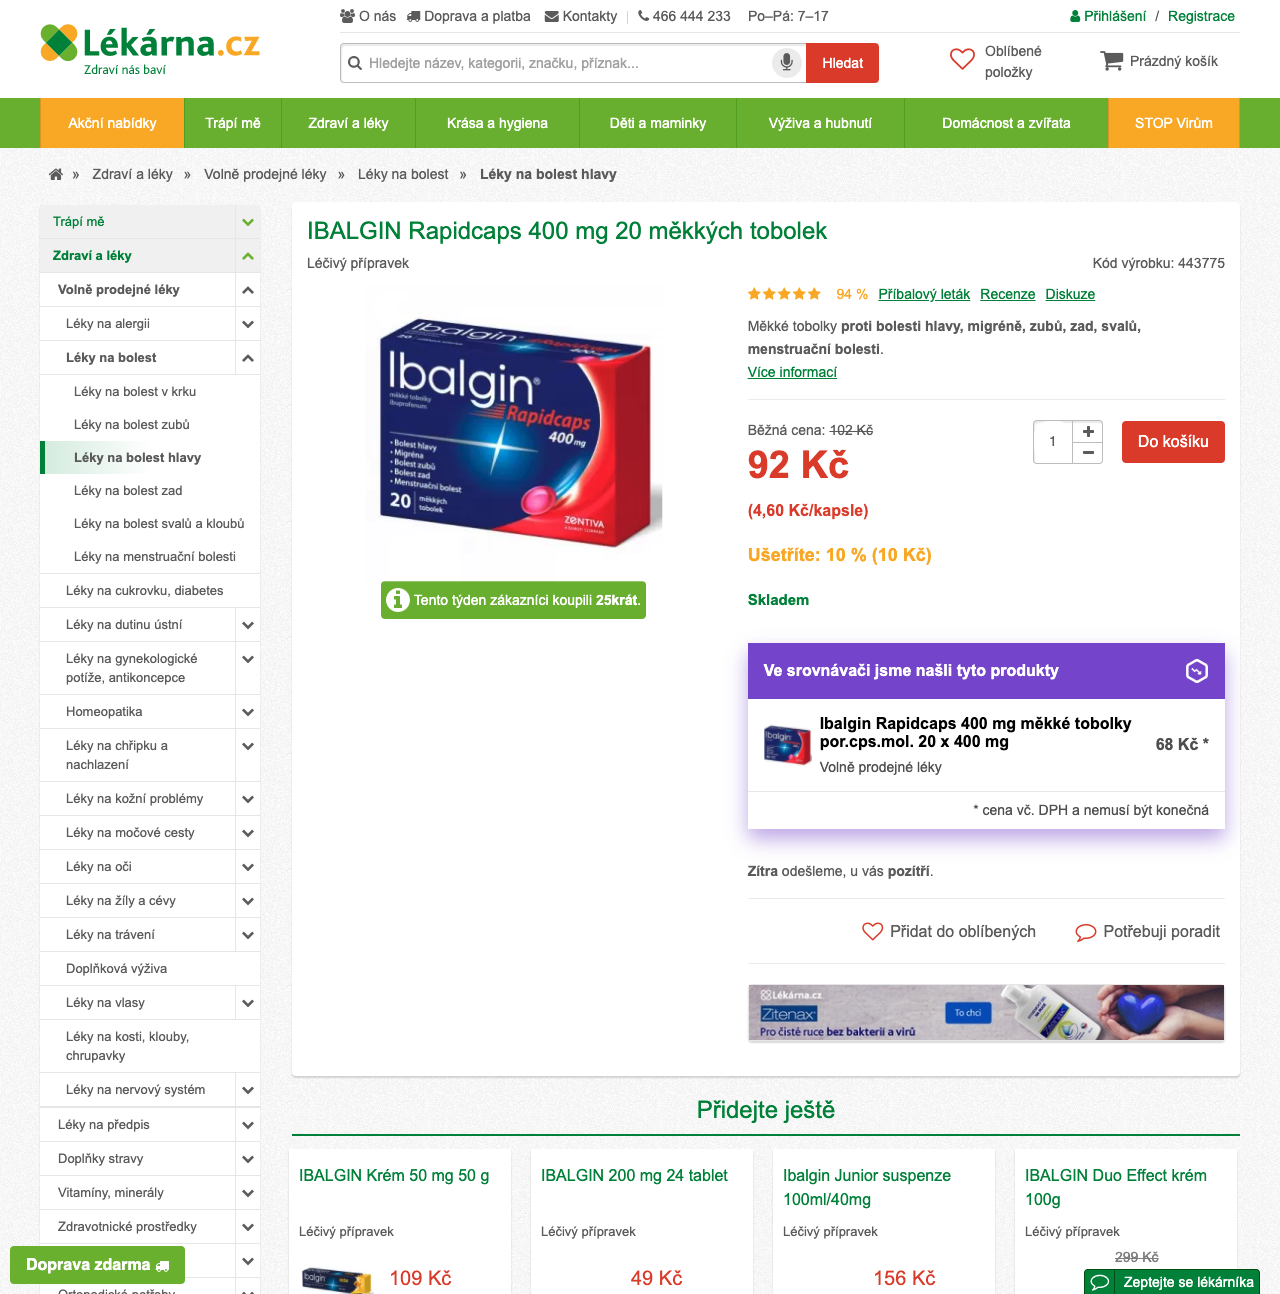 O nás
Doprava a platba
Kontakty
466 444 233
Po–Pá: 7–17
Přihlášení / Registrace
Lékárna.cz
Zdraví nás baví
Hledejte název, kategorii, značku, příznak...
Hledat
Oblíbené
položky
Prázdný košík
Akční nabídky
Trápí mě
Zdraví a léky
Krása a hygiena
Děti a maminky
Výživa a hubnutí
Domácnost a zvířata
STOP Virům
» Zdraví a léky » Volně prodejné léky » Léky na bolest » Léky na bolest hlavy
Trápí mě
Zdraví a léky
Volně prodejné léky
Léky na alergii
Léky na bolest
Léky na bolest v krku
Léky na bolest zubů
Léky na bolest hlavy
Léky na bolest zad
Léky na bolest svalů a kloubů
Léky na menstruační bolesti
Léky na cukrovku, diabetes
Léky na dutinu ústní
Léky na gynekologické
potíže, antikoncepce
Homeopatika
Léky na chřipku a
nachlazení
Léky na kožní problémy
Léky na močové cesty
Léky na oči
Léky na žíly a cévy
Léky na trávení
Doplňková výživa
Léky na vlasy
Léky na kosti, klouby,
chrupavky
Léky na nervový systém
Léky na předpis
Doplňky stravy
Vitamíny, minerály
Zdravotnické prostředky
Doprava zdarma
IBALGIN Rapidcaps 400 mg 20 měkkých tobolek
Léčivý přípravek
Kód výrobku: 443775
Ibalgin®
měkké tobolky
ibuprofenum
Rapidcaps
400 mg
• Bolest hlavy
• Migréna
• Bolest zubů
• Bolest zad
• Menstruační bolest
20 měkkých
tobolek
ZENTIVA
Tento týden zákazníci koupili 25krát.
94 % Příbalový leták Recenze Diskuze
Měkké tobolky proti bolesti hlavy, migréně, zubů, zad, svalů,
menstruační bolesti.
Více informací
Běžná cena: 102 Kč
92 Kč
1
Do košíku
(4,60 Kč/kapsle)
Ušetříte: 10 % (10 Kč)
Skladem
Ve srovnávači jsme našli tyto produkty
Ibalgin Rapidcaps 400 mg měkké tobolky
por.cps.mol. 20 x 400 mg
68 Kč *
Volně prodejné léky
* cena vč. DPH a nemusí být konečná
Zítra odešleme, u vás pozítří.
Přidat do oblíbených
Potřebuji poradit
Lékárna.cz
Zitenax
To chci
Pro čisté ruce bez bakterií a virů
Přidejte ještě
IBALGIN Krém 50 mg 50 g
Léčivý přípravek
109 Kč
IBALGIN 200 mg 24 tablet
Léčivý přípravek
49 Kč
Ibalgin Junior suspenze
100ml/40mg
Léčivý přípravek
156 Kč
IBALGIN Duo Effect krém
100g
Léčivý přípravek
299 Kč
Zeptejte se lékárníka